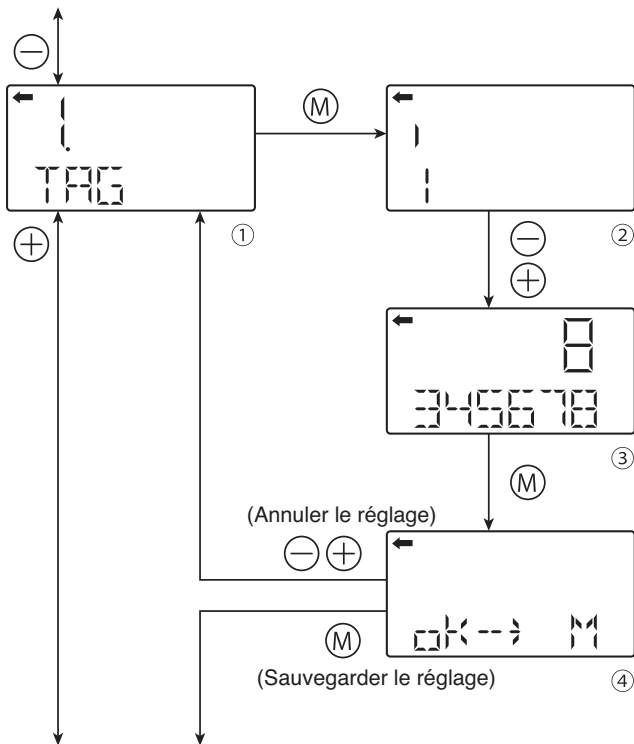 −
1.
M
TAG
1
1
+
①
−
②
+
8
345678
③
M
(Annuler le réglage)
− +
M
ok--> M
(Sauvegarder le réglage)
④